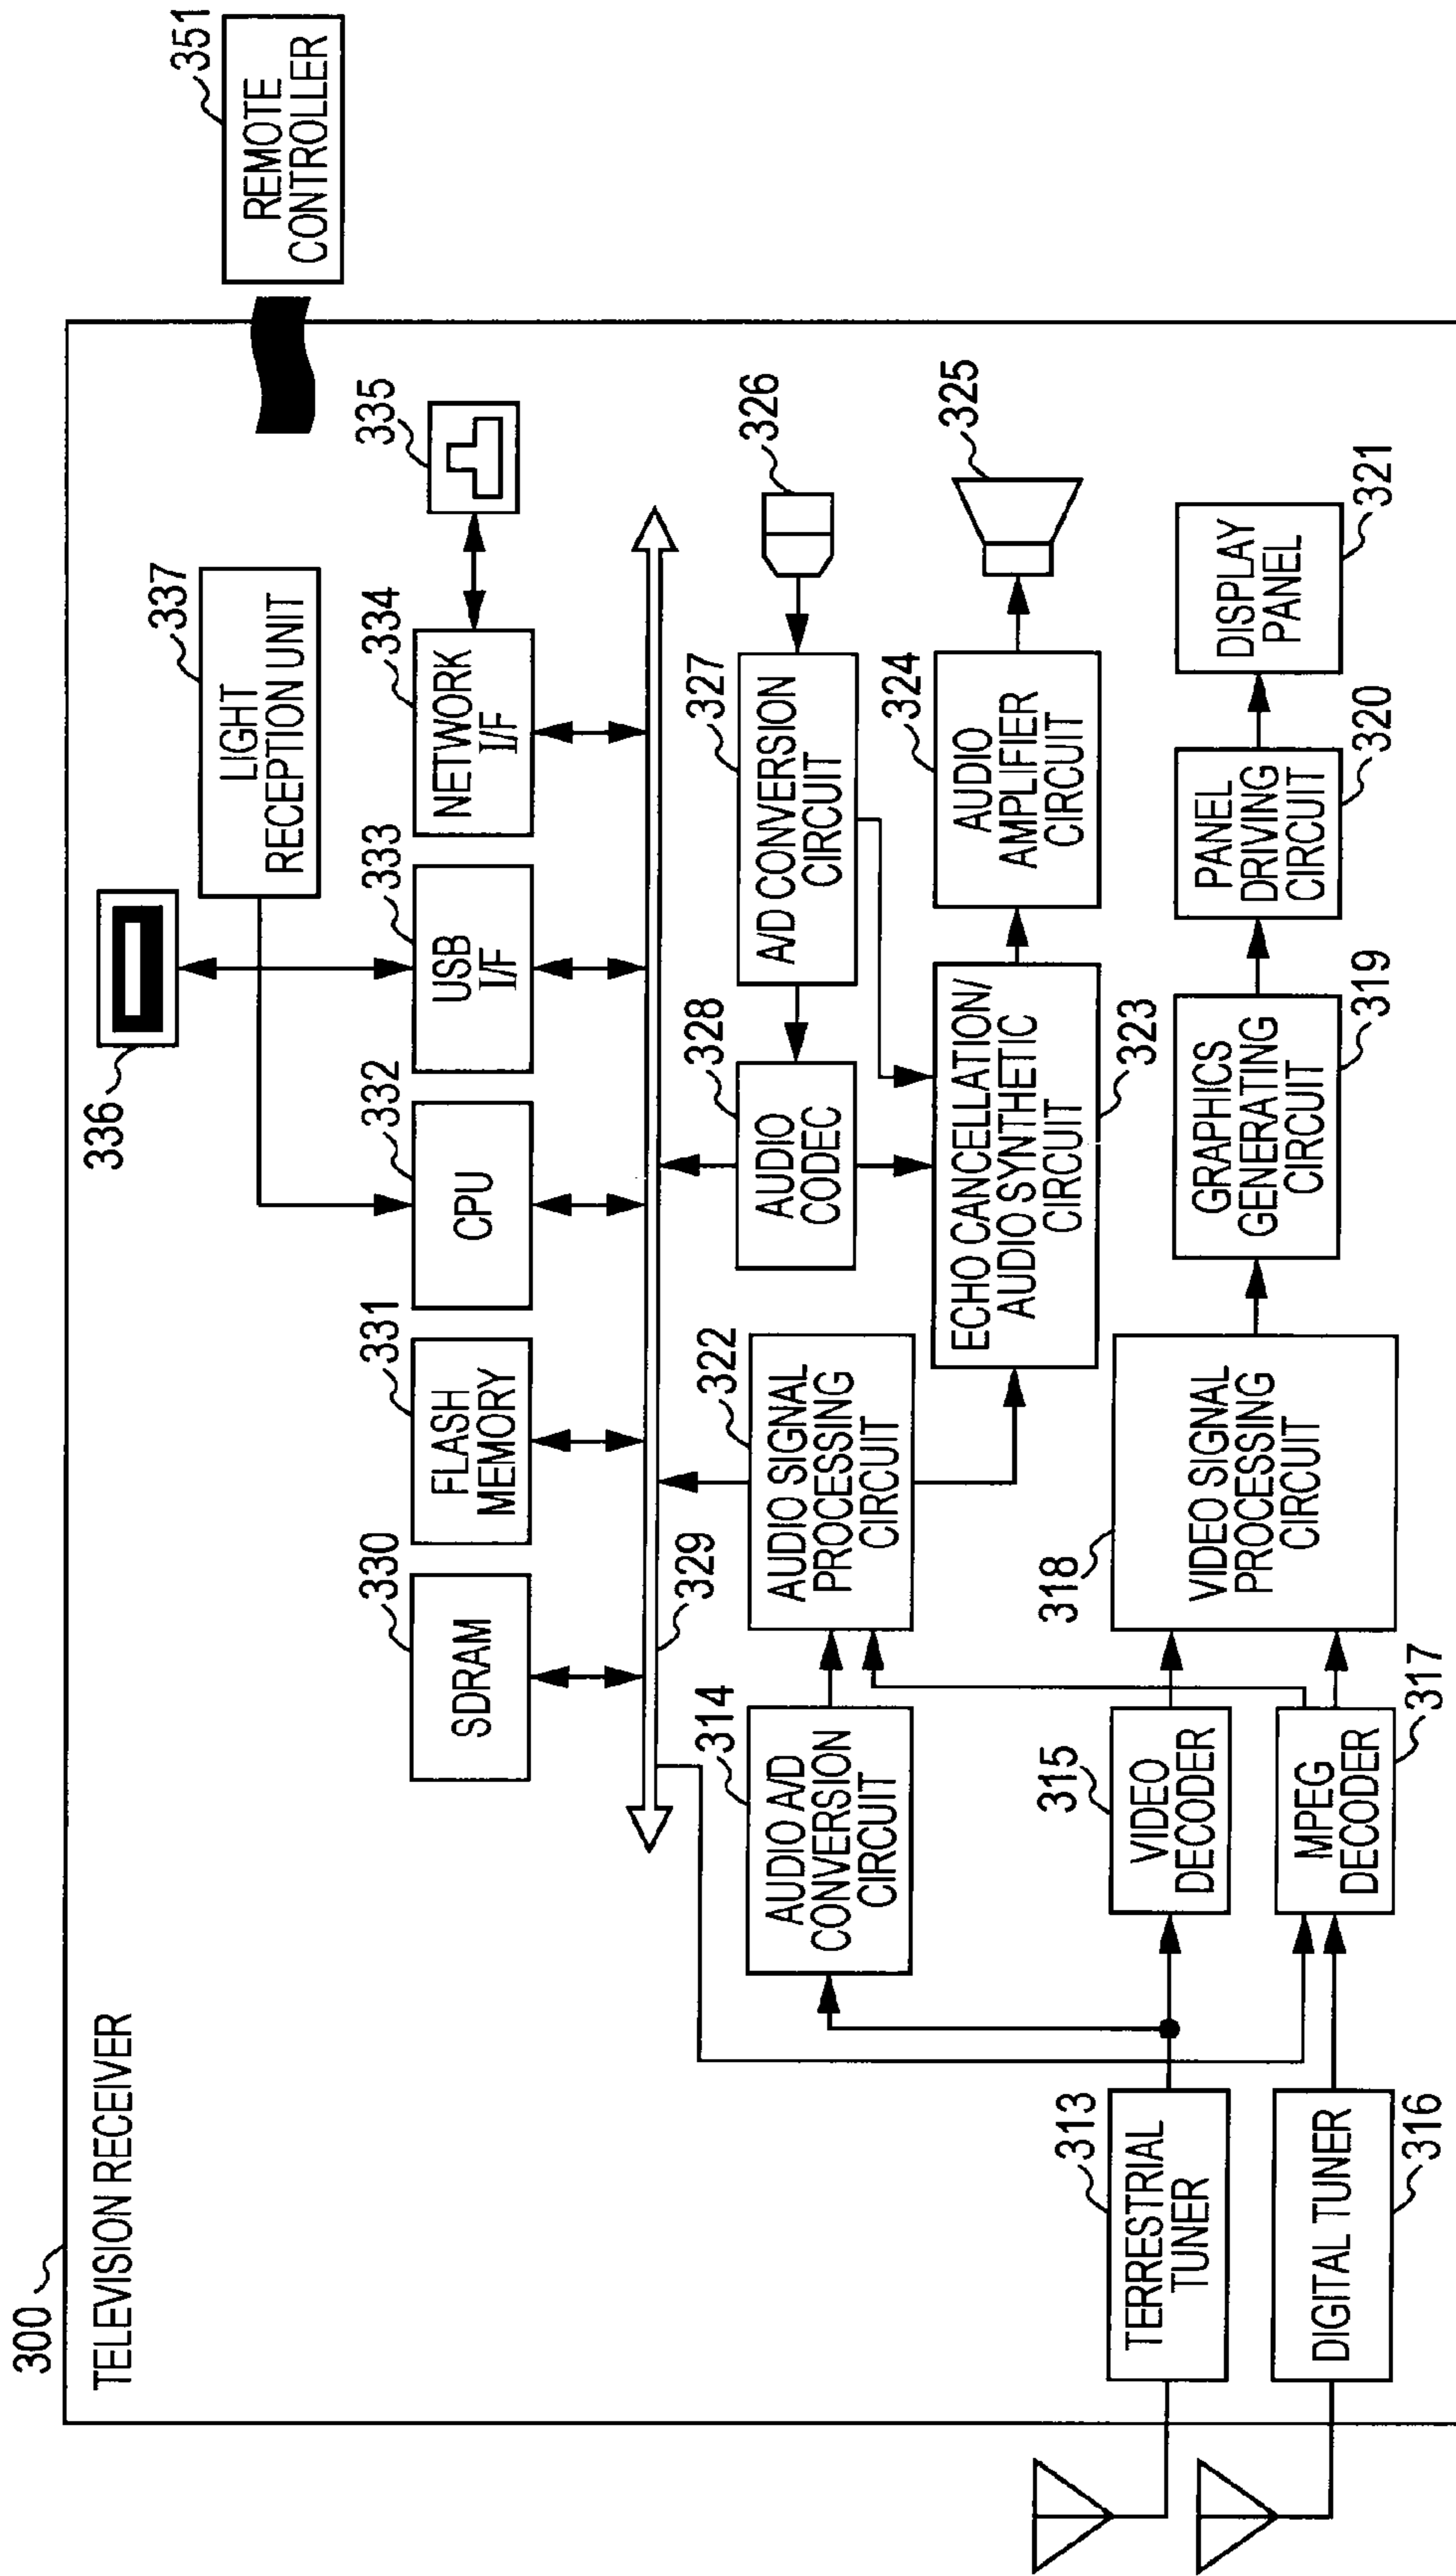 300
TELEVISION RECEIVER
351
REMOTE
CONTROLLER
336
337
LIGHT
RECEPTION UNIT
335
330
SDRAM
331
FLASH
MEMORY
332
CPU
333
USB
I/F
334
NETWORK
I/F
329
314
AUDIO A/D
CONVERSION
CIRCUIT
322
AUDIO SIGNAL
PROCESSING
CIRCUIT
328
AUDIO
CODEC
327
A/D CONVERSION
CIRCUIT
326
ECHO CANCELLATION/
AUDIO SYNTHETIC
CIRCUIT
323
324
AUDIO
AMPLIFIER
CIRCUIT
325
313
TERRESTRIAL
TUNER
315
VIDEO
DECODER
318
VIDEO SIGNAL
PROCESSING
CIRCUIT
GRAPHICS
GENERATING
CIRCUIT
319
PANEL
DRIVING
CIRCUIT
320
DISPLAY
PANEL
321
DIGITAL TUNER
316
MPEG
DECODER
317